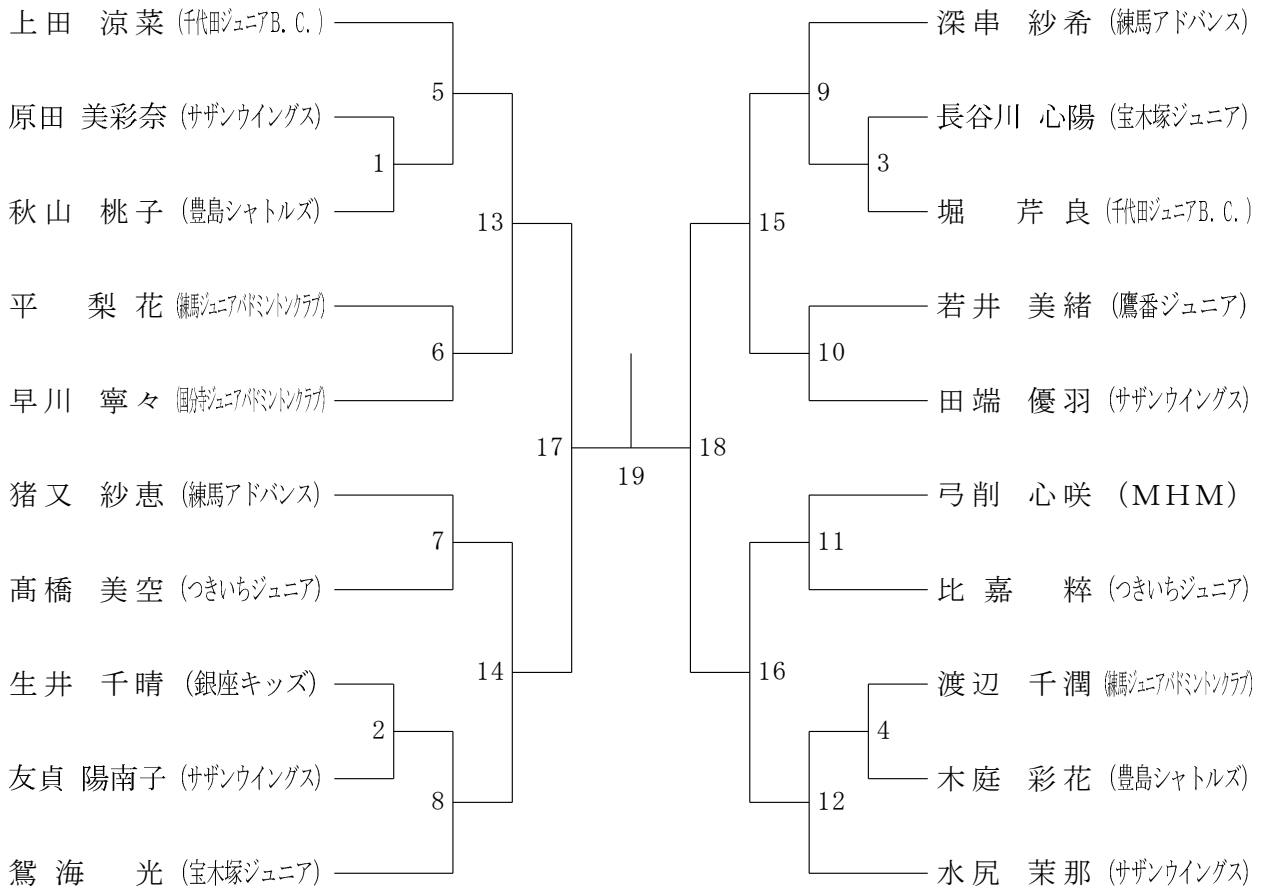 上田 涼菜 (千代田ジュニアB.C.)
5
原田 美彩奈 (サザンウイングス)
1
秋山 桃子 (豊島シャトルズ)
13
平 梨花 (練馬ジュニアバドミントンクラブ)
6
早川 寧々 (国分寺ジュニアバドミントンクラブ)
17
猪又 紗恵 (練馬アドバンス)
7
髙橋 美空 (つきいちジュニア)
14
生井 千晴 (銀座キッズ)
2
友貞 陽南子 (サザンウイングス)
8
鴛海 光 (宝木塚ジュニア)
19
深串 紗希 (練馬アドバンス)
9
長谷川 心陽 (宝木塚ジュニア)
3
堀 芹良 (千代田ジュニアB.C.)
15
若井 美緒 (鷹番ジュニア)
10
田端 優羽 (サザンウイングス)
18
弓削 心咲 (MHM)
11
比嘉 粹 (つきいちジュニア)
16
渡辺 千潤 (練馬ジュニアバドミントンクラブ)
4
木庭 彩花 (豊島シャトルズ)
12
水尻 茉那 (サザンウイングス)